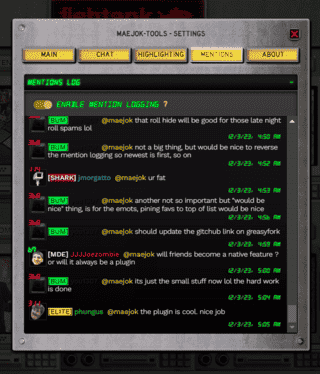 MAEJOK-TOOLS - SETTINGS
MAIN
CHAT
HIGHLIGHTING
MENTIONS
ABOUT
MENTIONS LOG
ENABLE MENTION LOGGING ?
[BUM] @maejok that roll hide will be good for those late night
roll spams lol
12/3/23, 4:50 PM
[BUM] @maejok not a big thing, but would be nice to reverse
the mention logging so newest is first, so on
12/3/23, 4:52 PM
[SHARK] jmorgatto @maejok ur fat
12/3/23, 4:53 PM
[BUM] @maejok another not so important but "would be
nice" thing, is for the emots, pining favs to top of list would be nice
12/3/23, 4:56 PM
[BUM] @maejok should update the gitchub link on greasyfork
12/3/23, 4:59 PM
[MDE] JJJJoezombie @maejok will friends become a native feature ?
or will it always be a plugin
12/3/23, 5:00 PM
[BUM] @maejok its just the small stuff now lol the hard work
is done
12/3/23, 5:04 PM
[ELITE] phungus @maejok the plugin is cool. nice job
12/3/23, 5:05 PM